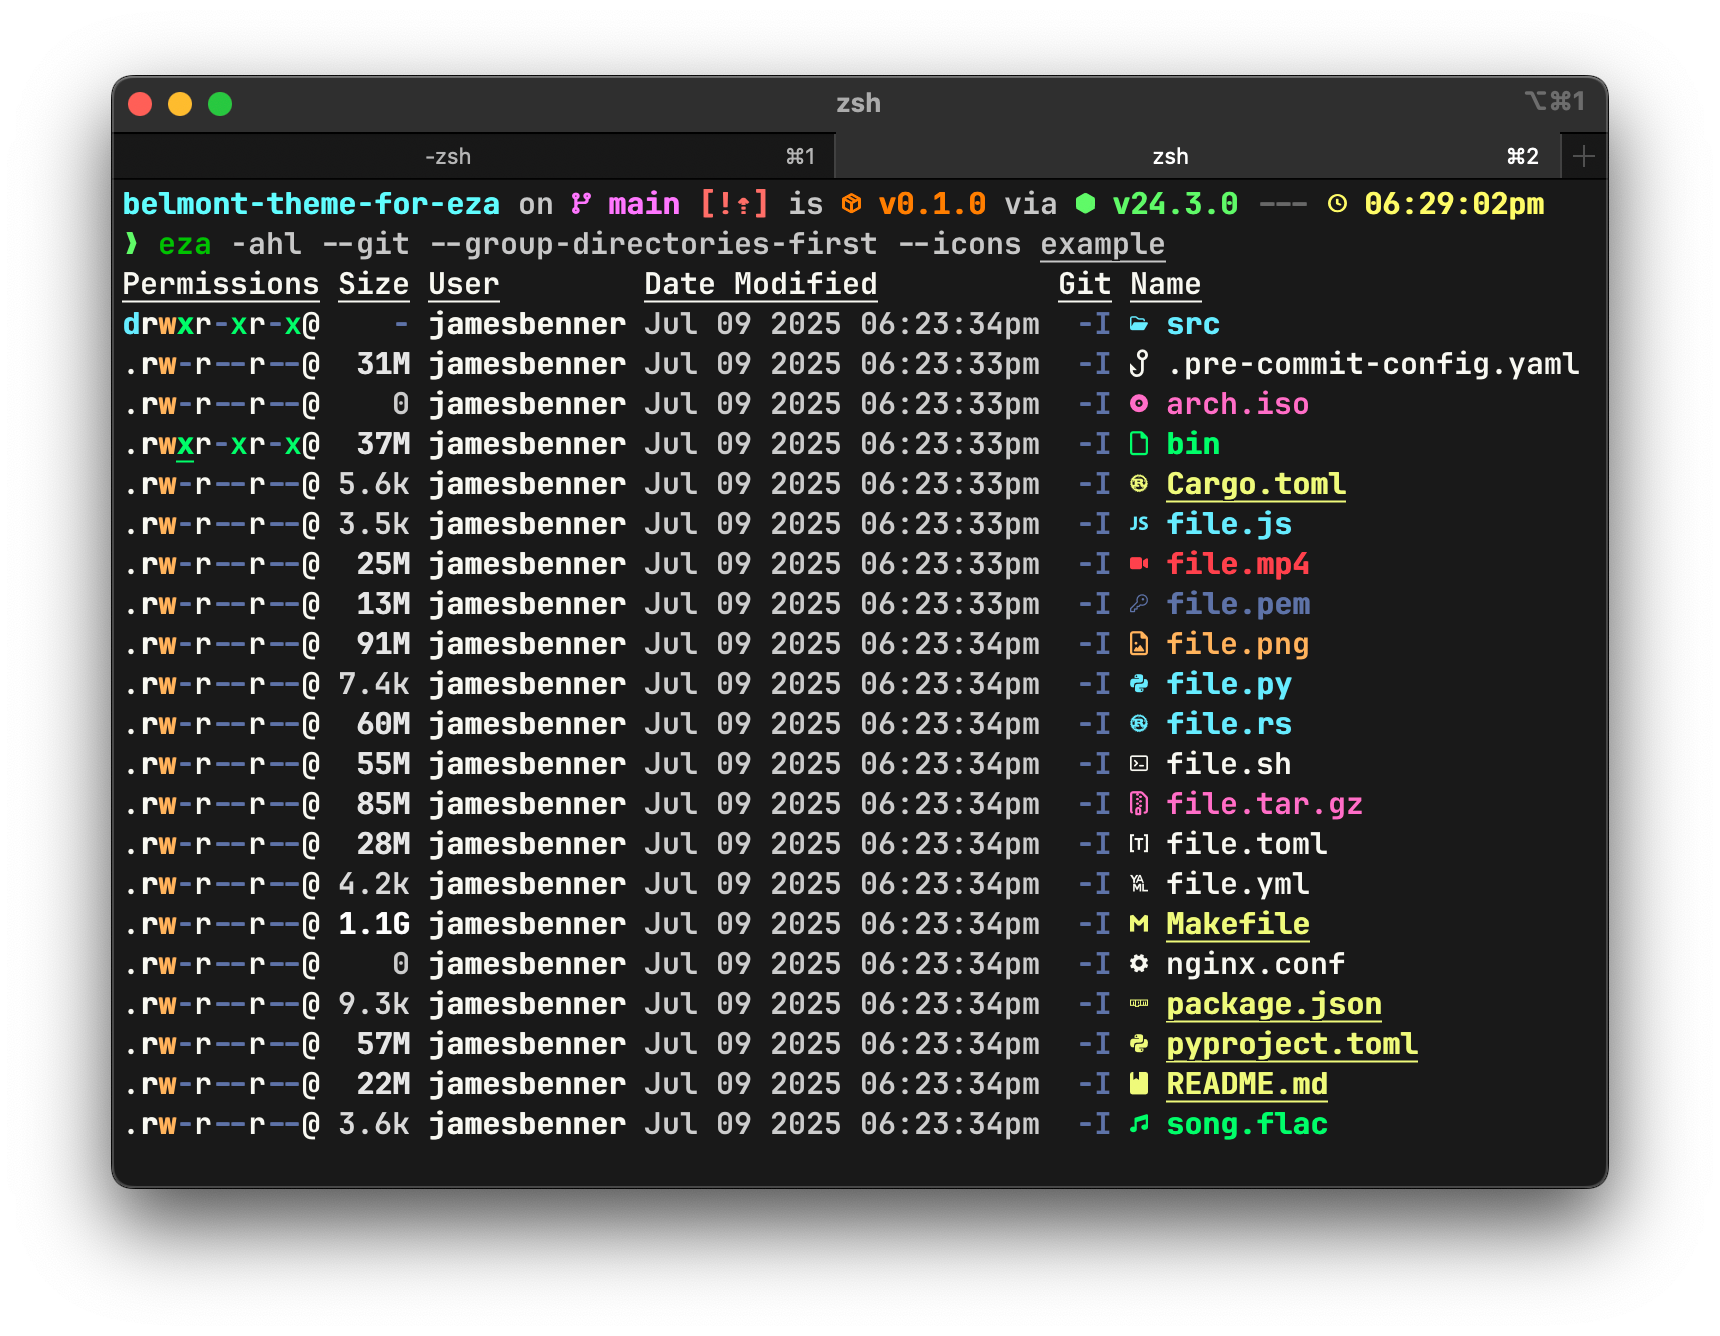 zsh ⌥⌘1
-zsh ⌘1 zsh ⌘2
belmont-theme-for-eza on main [!⇡] is v0.1.0 via v24.3.0 --- 06:29:02pm
❱ eza -ahl --git --group-directories-first --icons example
Permissions Size User Date Modified Git Name
drwxr-xr-x@ - jamesbenner Jul 09 2025 06:23:34pm -I src
.rw-r--r--@ 31M jamesbenner Jul 09 2025 06:23:33pm -I .pre-commit-config.yaml
.rw-r--r--@ 0 jamesbenner Jul 09 2025 06:23:33pm -I arch.iso
.rwxr-xr-x@ 37M jamesbenner Jul 09 2025 06:23:33pm -I bin
.rw-r--r--@ 5.6k jamesbenner Jul 09 2025 06:23:33pm -I Cargo.toml
.rw-r--r--@ 3.5k jamesbenner Jul 09 2025 06:23:33pm -I JS file.js
.rw-r--r--@ 25M jamesbenner Jul 09 2025 06:23:33pm -I file.mp4
.rw-r--r--@ 13M jamesbenner Jul 09 2025 06:23:33pm -I file.pem
.rw-r--r--@ 91M jamesbenner Jul 09 2025 06:23:34pm -I file.png
.rw-r--r--@ 7.4k jamesbenner Jul 09 2025 06:23:34pm -I file.py
.rw-r--r--@ 60M jamesbenner Jul 09 2025 06:23:34pm -I file.rs
.rw-r--r--@ 55M jamesbenner Jul 09 2025 06:23:34pm -I file.sh
.rw-r--r--@ 85M jamesbenner Jul 09 2025 06:23:34pm -I file.tar.gz
.rw-r--r--@ 28M jamesbenner Jul 09 2025 06:23:34pm -I [T] file.toml
.rw-r--r--@ 4.2k jamesbenner Jul 09 2025 06:23:34pm -I YAML file.yml
.rw-r--r--@ 1.1G jamesbenner Jul 09 2025 06:23:34pm -I M Makefile
.rw-r--r--@ 0 jamesbenner Jul 09 2025 06:23:34pm -I nginx.conf
.rw-r--r--@ 9.3k jamesbenner Jul 09 2025 06:23:34pm -I npm package.json
.rw-r--r--@ 57M jamesbenner Jul 09 2025 06:23:34pm -I pyproject.toml
.rw-r--r--@ 22M jamesbenner Jul 09 2025 06:23:34pm -I README.md
.rw-r--r--@ 3.6k jamesbenner Jul 09 2025 06:23:34pm -I song.flac